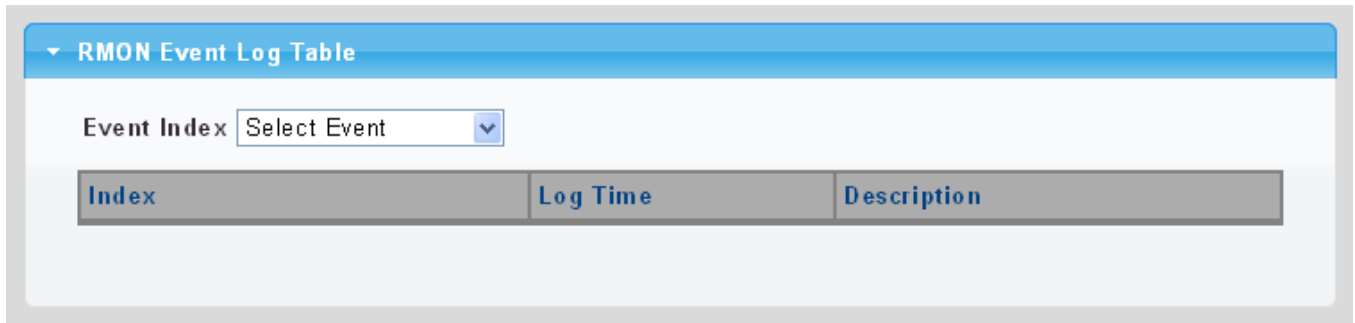 RMON Event Log Table
Event Index Select Event
Index Log Time Description